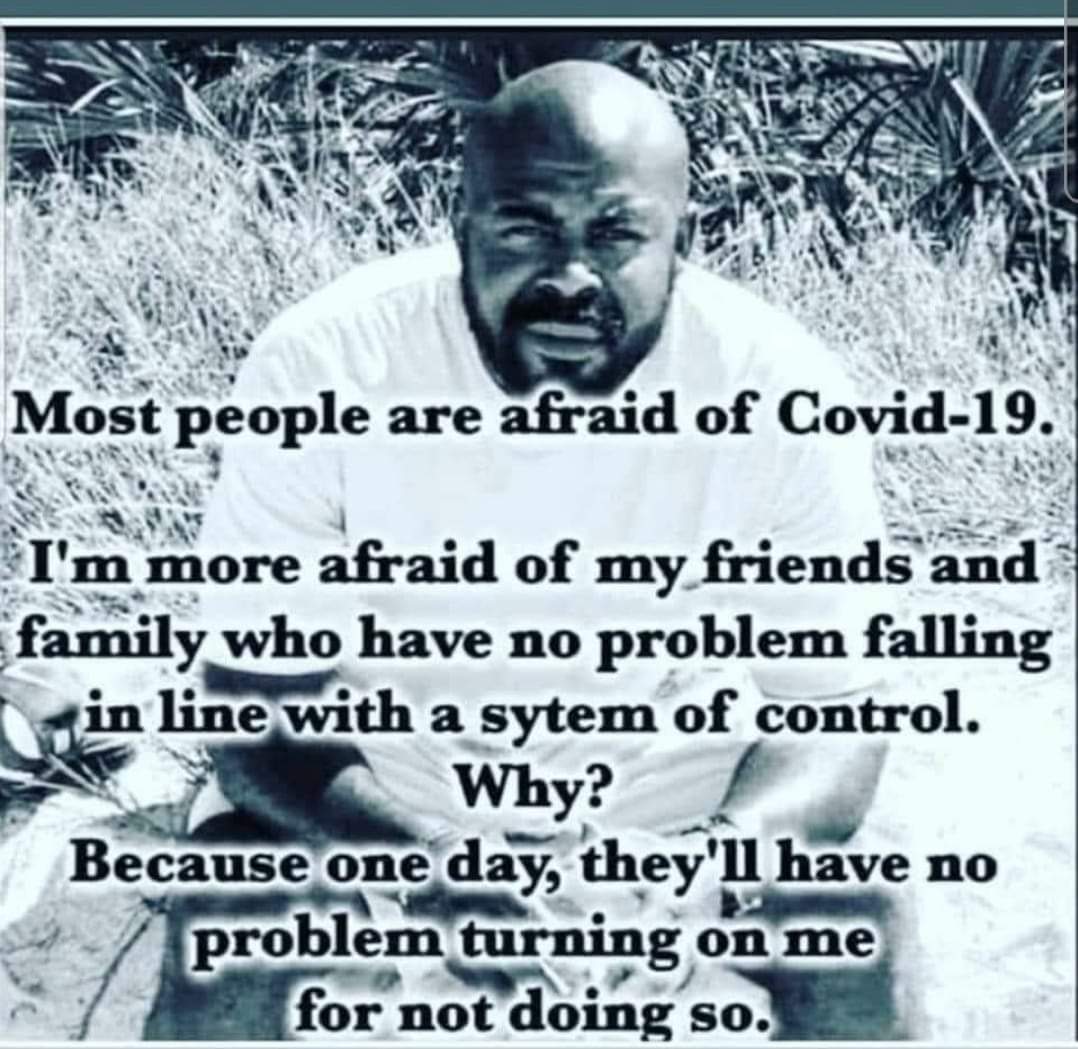 Most people are afraid of Covid-19.
I'm more afraid of my friends and
family who have no problem falling
in line with a sytem of control.
Why?
Because one day, they'll have no
problem turning on me
for not doing so.